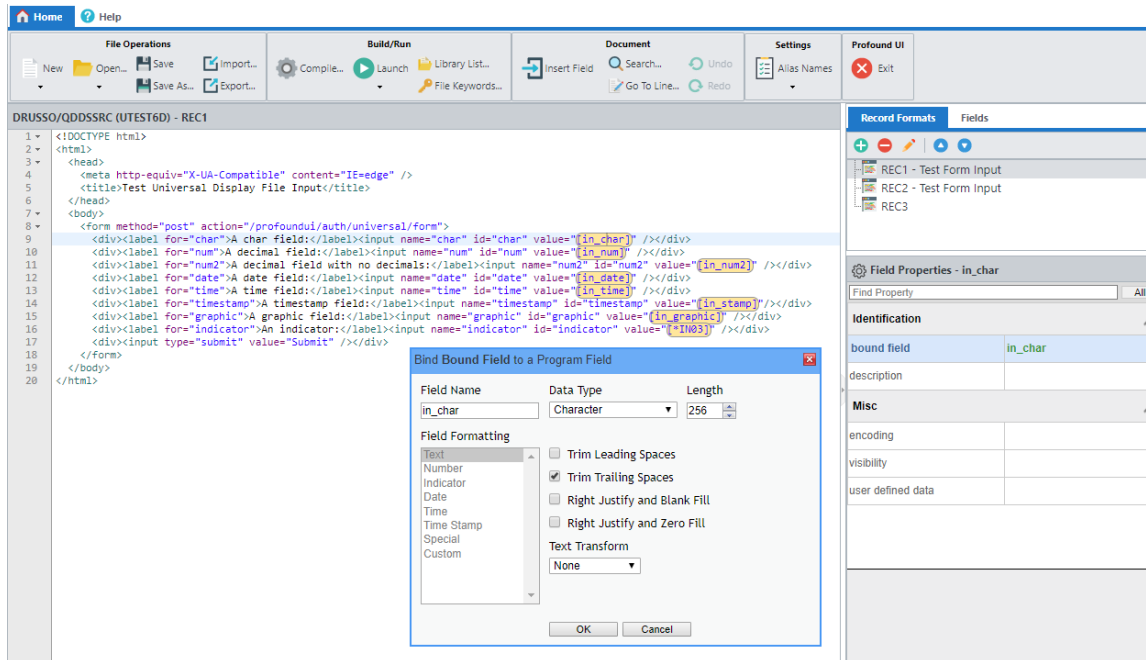 Home
Help
File Operations
Build/Run
Document
Settings
Profound UI
New
Open...
Save
Import...
Save As...
Export...
Compile...
Launch
Library List...
File Keywords...
Insert Field
Search...
Undo
Go To Line...
Redo
Alias Names
Exit
DRUSSO/QDDSSRC (UTEST6D) - REC1
1 <!DOCTYPE html>
2 <html>
3 <head>
4 <meta http-equiv="X-UA-Compatible" content="IE=edge" />
5 <title>Test Universal Display File Input</title>
6 </head>
7 <body>
8 <form method="post" action="/profoundui/auth/universal/form">
9 <div><label for="char">A char field:</label><input name="char" id="char" value="[in_char]" /></div>
10 <div><label for="num">A decimal field:</label><input name="num" id="num" value="[in_num]" /></div>
11 <div><label for="num2">A decimal field with no decimals:</label><input name="num2" id="num2" value="[in_num2]" /></div>
12 <div><label for="date">A date field:</label><input name="date" id="date" value="[in_date]" /></div>
13 <div><label for="time">A time field:</label><input name="time" id="time" value="[in_time]" /></div>
14 <div><label for="timestamp">A timestamp field:</label><input name="timestamp" id="timestamp" value="[in_stamp]"/></div>
15 <div><label for="graphic">A graphic field:</label><input name="graphic" id="graphic" value="[in_graphic]" /></div>
16 <div><label for="indicator">An indicator:</label><input name="indicator" id="indicator" value="[*IN03]" /></div>
17 <div><input type="submit" value="Submit" /></div>
18 </form>
19 </body>
20 </html>
Bind Bound Field to a Program Field
Field Name
Data Type
Length
in_char
Character
256
Field Formatting
Text
Number
Indicator
Date
Time
Time Stamp
Special
Custom
Trim Leading Spaces
Trim Trailing Spaces
Right Justify and Blank Fill
Right Justify and Zero Fill
Text Transform
None
OK
Cancel
Record Formats
Fields
REC1 - Test Form Input
REC2 - Test Form Input
REC3
Field Properties - in_char
Find Property
All
Identification
bound field
in_char
description
Misc
encoding
visibility
user defined data